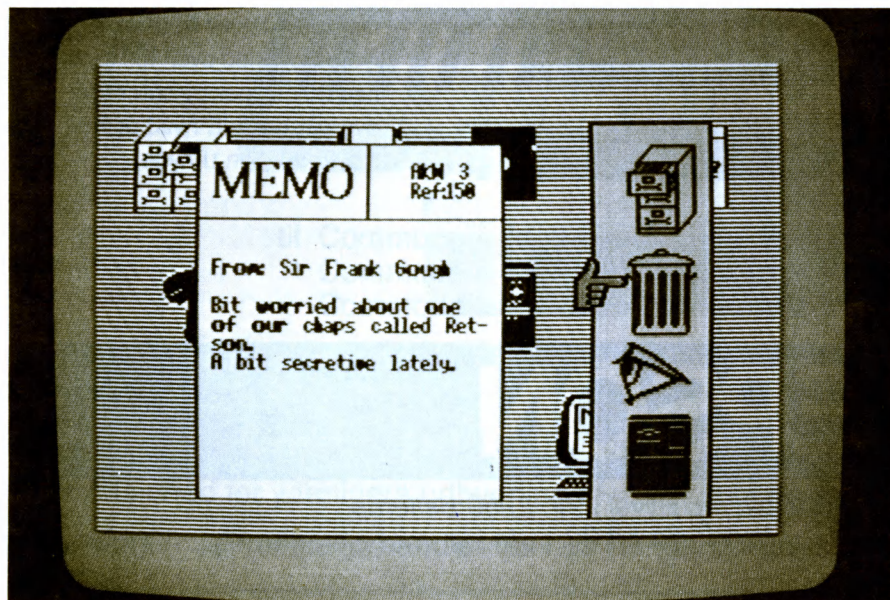 MEMO
AkW 3
Ref:150
From: Sir Frank Gough
Bit worried about one
of our chaps called Ret-
son.
A bit secretive lately.